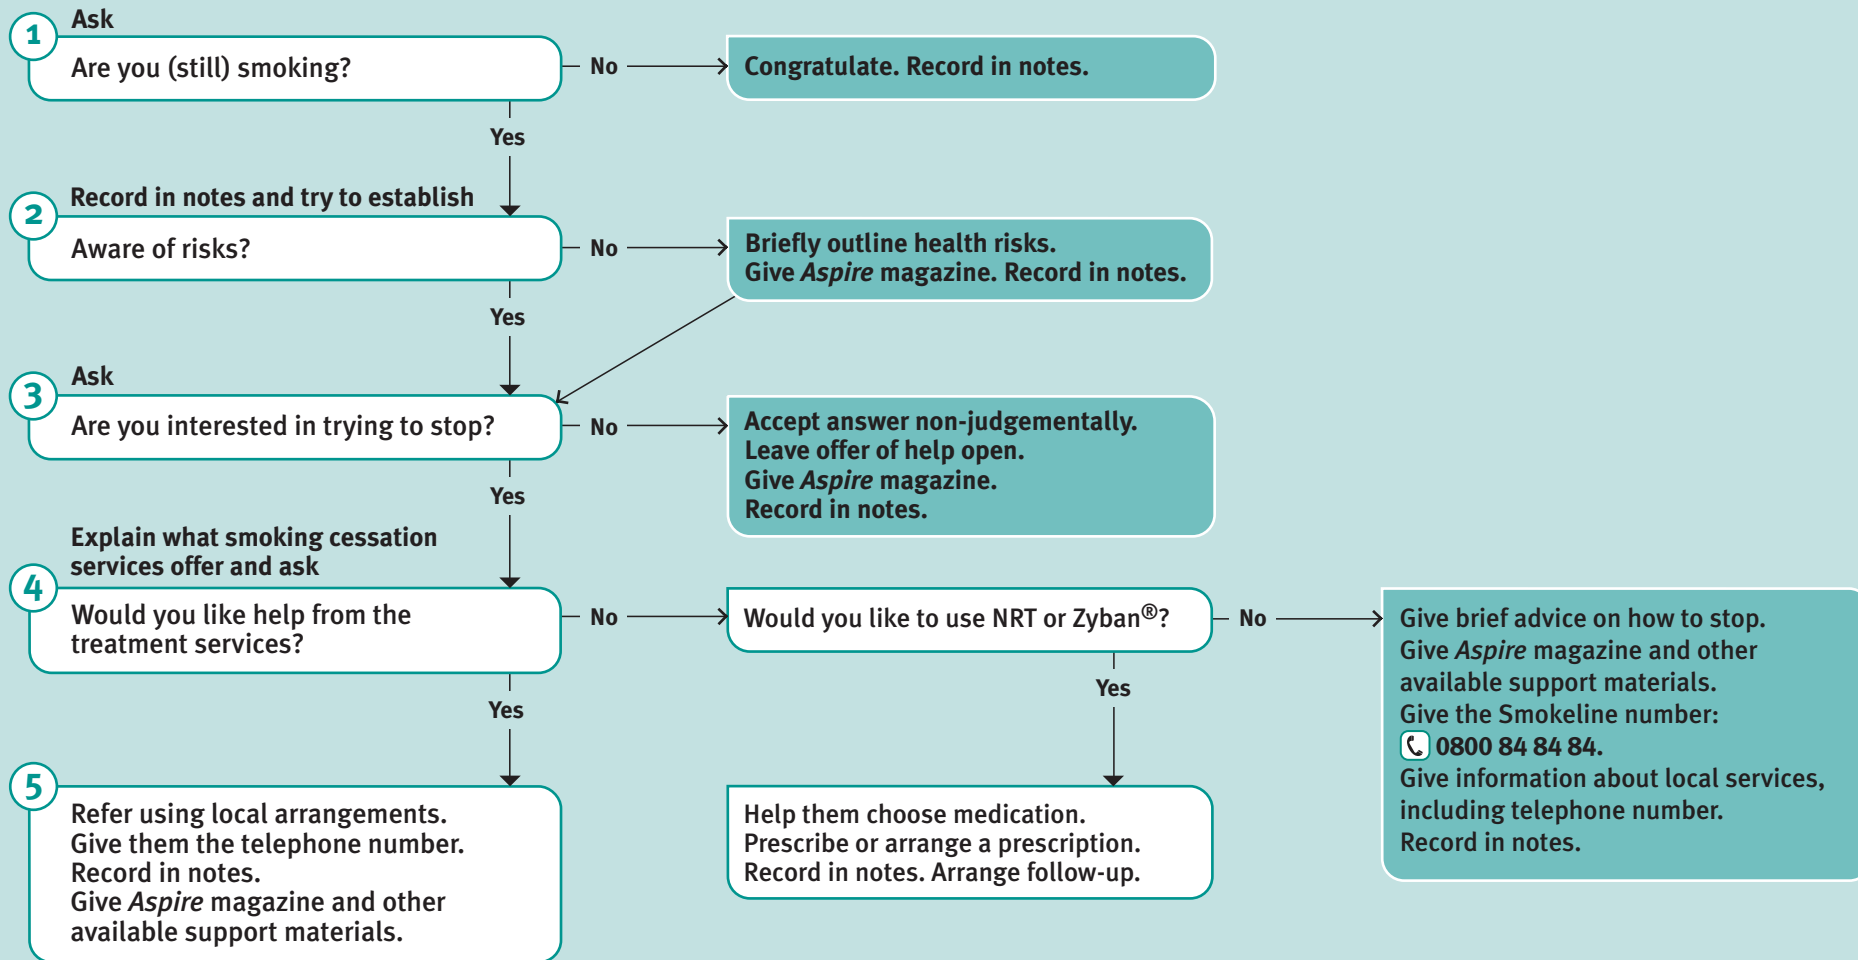 1
Ask
Are you (still) smoking?
No
Congratulate. Record in notes.
Yes
2
Record in notes and try to establish
Aware of risks?
No
Briefly outline health risks.
Give Aspire magazine. Record in notes.
Yes
3
Ask
Are you interested in trying to stop?
No
Accept answer non-judgementally.
Leave offer of help open.
Give Aspire magazine.
Record in notes.
Yes
4
Explain what smoking cessation
services offer and ask
Would you like help from the
treatment services?
No
Would you like to use NRT or Zyban®?
No
Give brief advice on how to stop.
Give Aspire magazine and other
available support materials.
Give the Smokeline number:
0800 84 84 84.
Give information about local services,
including telephone number.
Record in notes.
Yes
Yes
5
Refer using local arrangements.
Give them the telephone number.
Record in notes.
Give Aspire magazine and other
available support materials.
Help them choose medication.
Prescribe or arrange a prescription.
Record in notes. Arrange follow-up.